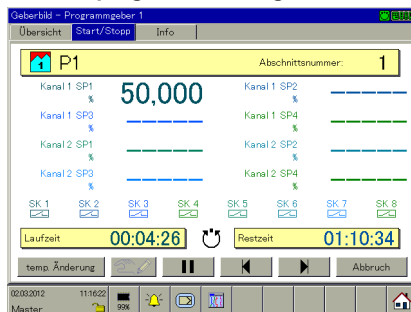 Geberbild - Programmgeber 1
Übersicht Start/Stopp Info
1 P1 Abschnittsnummer: 1
Kanal 1 SP1 % 50,000 Kanal 1 SP2 % ------
Kanal 1 SP3 % ------ Kanal 1 SP4 % ------
Kanal 2 SP1 % ------ Kanal 2 SP2 % ------
Kanal 2 SP3 % ------ Kanal 2 SP4 % ------
SK 1 SK 2 SK 3 SK 4 SK 5 SK 6 SK 7 SK 8
Laufzeit 00:04:26 Restzeit 01:10:34
temp. Änderung Abbruch
02.03.2012 11:16:22
Master 99%